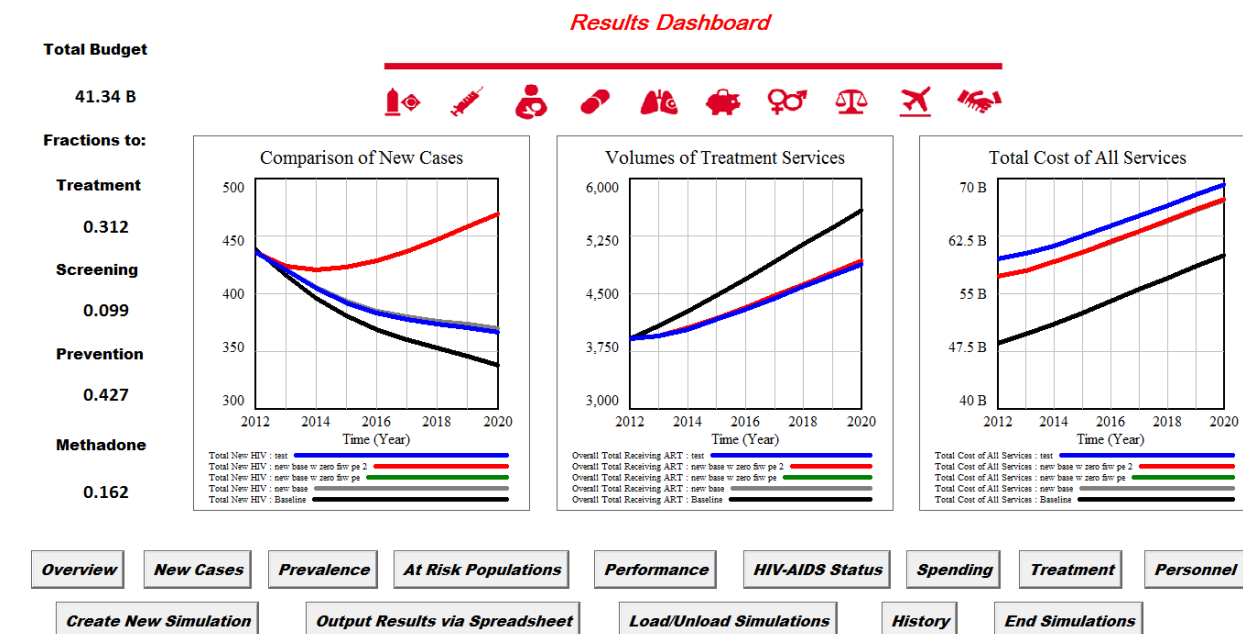 Results Dashboard
Total Budget
41.34 B
Fractions to:
Treatment
0.312
Screening
0.099
Prevention
0.427
Methadone
0.162
Comparison of New Cases
500
450
400
350
300
2012 2014 2016 2018 2020
Time (Year)
Total New HIV : test
Total New HIV : new base w zero fsw pe 2
Total New HIV : new base w zero fsw pe
Total New HIV : new base
Total New HIV : Baseline
Volumes of Treatment Services
6,000
5,250
4,500
3,750
3,000
2012 2014 2016 2018 2020
Time (Year)
Overall Total Receiving ART : test
Overall Total Receiving ART : new base w zero fsw pe 2
Overall Total Receiving ART : new base w zero fsw pe
Overall Total Receiving ART : new base
Overall Total Receiving ART : Baseline
Total Cost of All Services
70 B
62.5 B
55 B
47.5 B
40 B
2012 2014 2016 2018 2020
Time (Year)
Total Cost of All Services : test
Total Cost of All Services : new base w zero fsw pe 2
Total Cost of All Services : new base w zero fsw pe
Total Cost of All Services : new base
Total Cost of All Services : Baseline
Overview New Cases Prevalence At Risk Populations Performance HIV-AIDS Status Spending Treatment Personnel
Create New Simulation Output Results via Spreadsheet Load/Unload Simulations History End Simulations